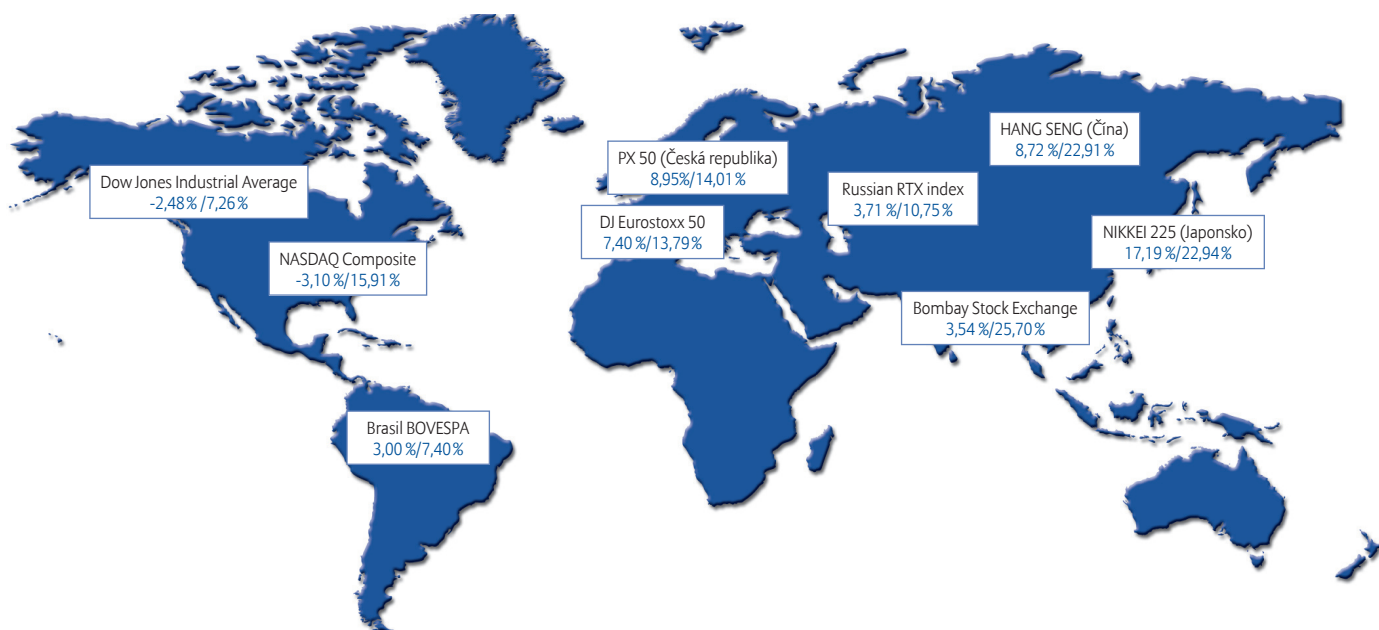 HANG SENG (Čína)
8,72 %/22,91 %
PX 50 (Česká republika)
8,95%/14,01 %
Dow Jones Industrial Average
-2,48% /7,26 %
Russian RTX index
3,71 %/10,75 %
DJ Eurostoxx 50
7,40 %/13,79 %
NIKKEI 225 (Japonsko)
17,19 %/22,94%
NASDAQ Composite
-3,10 %/15,91 %
Bombay Stock Exchange
3,54 %/25,70 %
Brasil BOVESPA
3,00 %/7,40 %